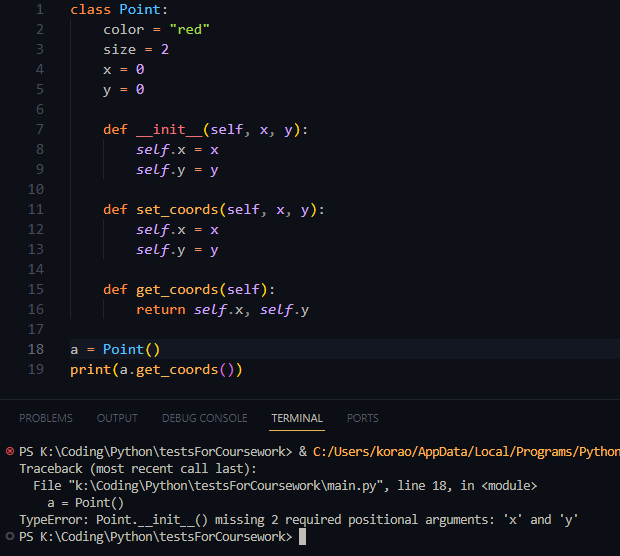 1 class Point:
2     color = "red"
3     size = 2
4     x = 0
5     y = 0
6
7     def __init__(self, x, y):
8         self.x = x
9         self.y = y
10
11     def set_coords(self, x, y):
12         self.x = x
13         self.y = y
14
15     def get_coords(self):
16         return self.x, self.y
17
18 a = Point()
19 print(a.get_coords())
PROBLEMS OUTPUT DEBUG CONSOLE TERMINAL PORTS
PS K:\Coding\Python\testsForCoursework> & C:/Users/korao/AppData/Local/Programs/Python
Traceback (most recent call last):
  File "k:\Coding\Python\testsForCoursework\main.py", line 18, in <module>
    a = Point()
TypeError: Point.__init__() missing 2 required positional arguments: 'x' and 'y'
PS K:\Coding\Python\testsForCoursework>